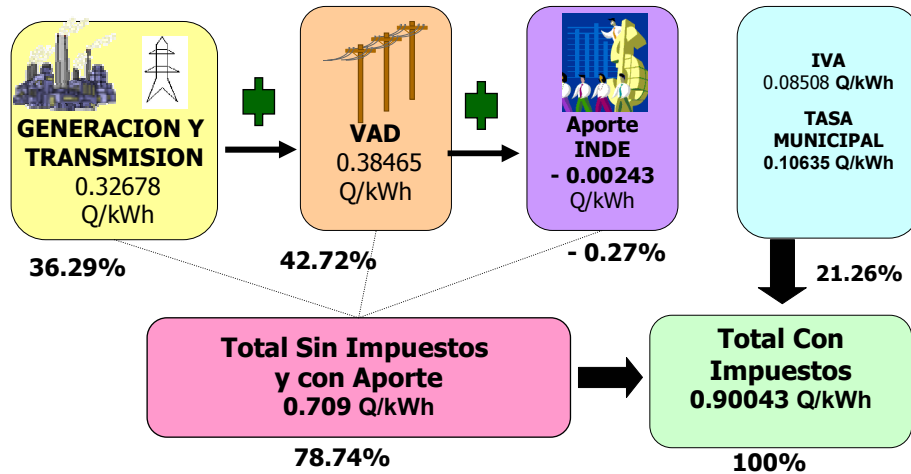 GENERACION Y
TRANSMISION
0.32678
Q/kWh
36.29%
VAD
0.38465
Q/kWh
42.72%
Aporte
INDE
- 0.00243
Q/kWh
- 0.27%
IVA
0.08508 Q/kWh
TASA
MUNICIPAL
0.10635 Q/kWh
21.26%
Total Sin Impuestos
y con Aporte
0.709 Q/kWh
78.74%
Total Con
Impuestos
0.90043 Q/kWh
100%